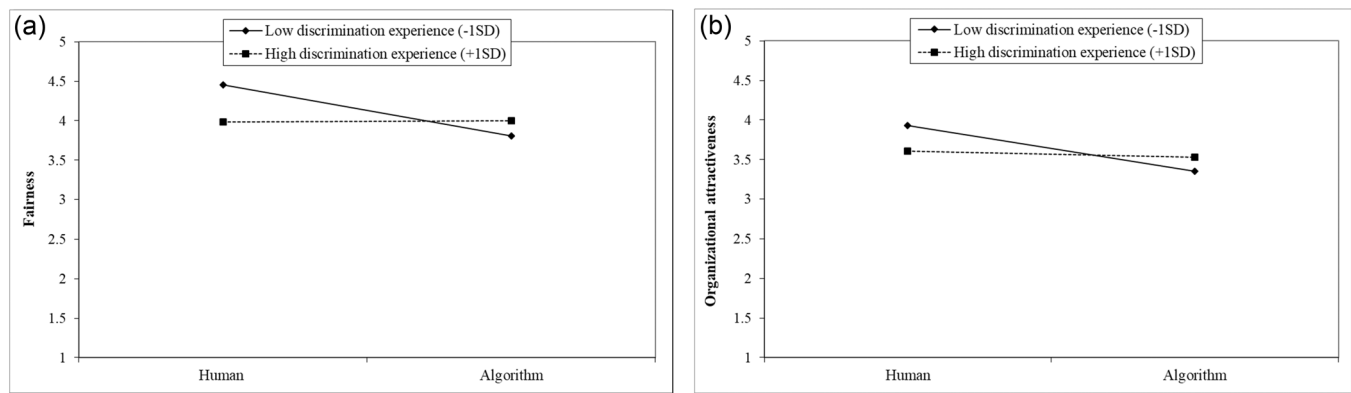 (a)
Low discrimination experience (-1SD)
High discrimination experience (+1SD)
5
4.5
4
3.5
3
2.5
2
1.5
1
Fairness
Human
Algorithm
(b)
Low discrimination experience (-1SD)
High discrimination experience (+1SD)
5
4.5
4
3.5
3
2.5
2
1.5
1
Organizational attractiveness
Human
Algorithm